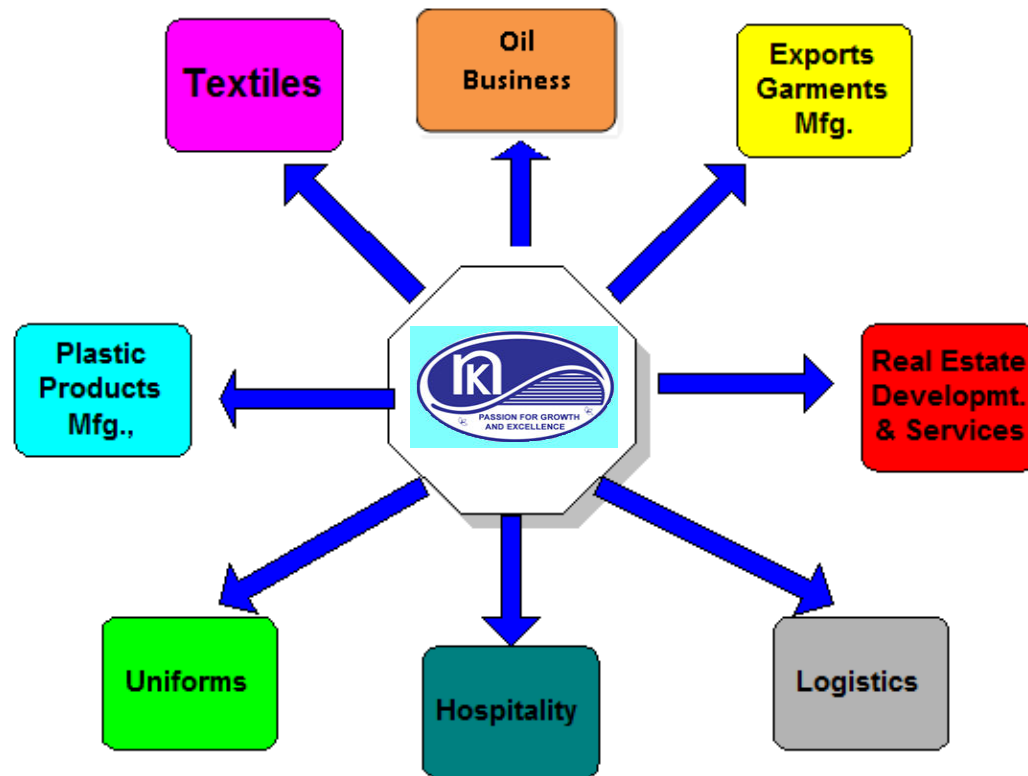 Textiles
Oil
Business
Exports
Garments
Mfg.
Plastic
Products
Mfg.,
nK
PASSION FOR GROWTH
AND EXCELLENCE
Real Estate
Developmt.
& Services
Uniforms
Hospitality
Logistics